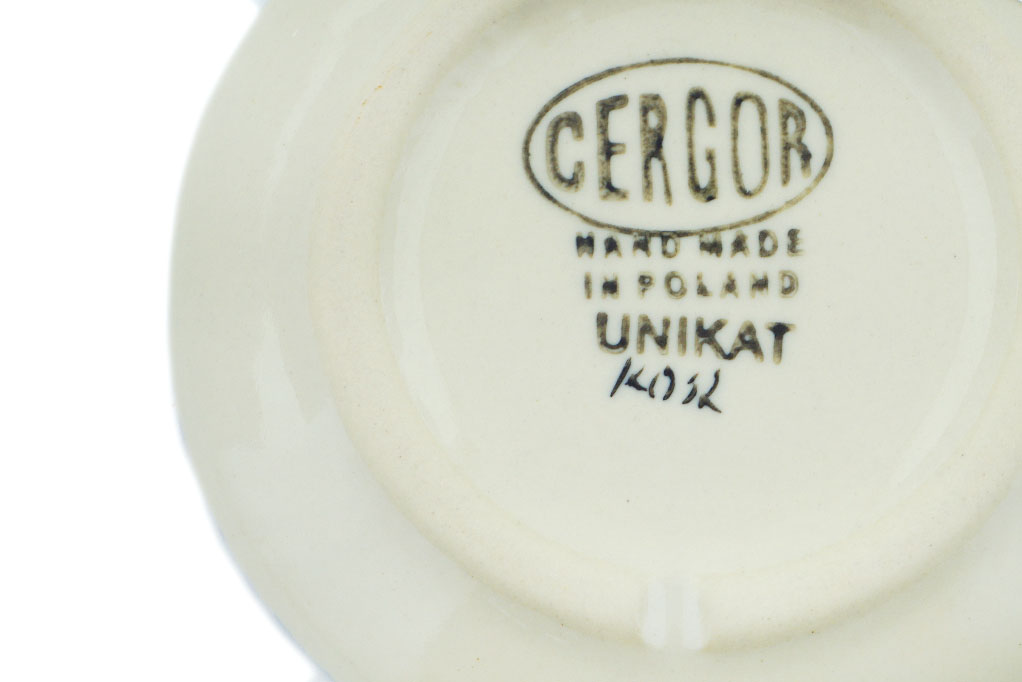 CERGOR
HAND MADE
IN POLAND
UNIKAT